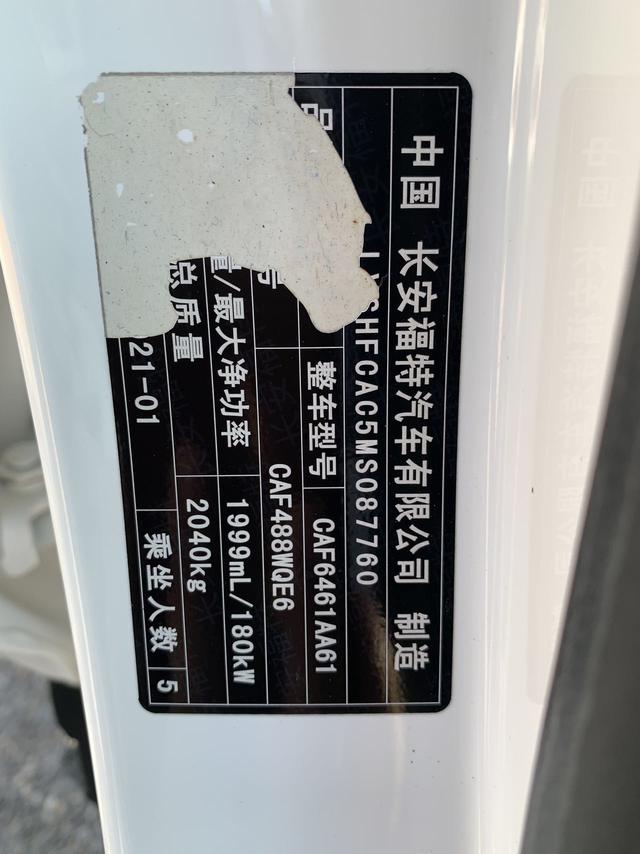 中国 长安福特汽车有限公司 制造
SHFCAC5MS087760
品 整车型号 CAF6461AA61
号 CAF488WQE6
量/最大净功率 1999mL/180kW
总质量 2040kg
21-01 乘坐人数 5